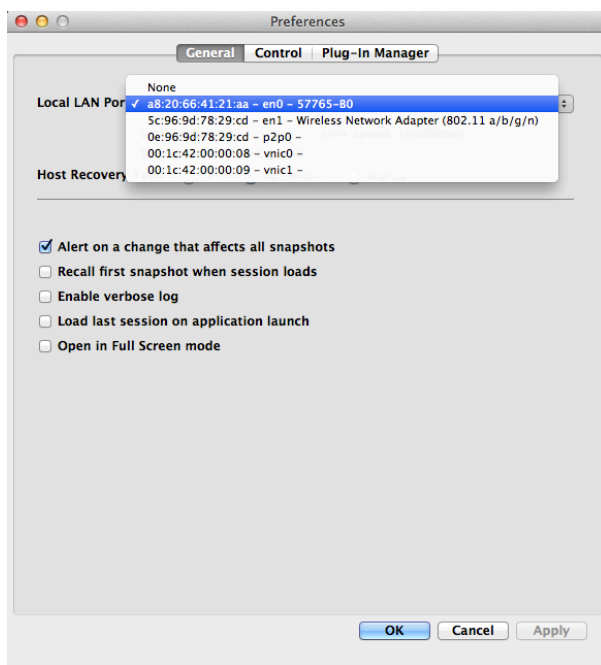 Preferences
General Control Plug-In Manager
None
Local LAN Por
✓ a8:20:66:41:21:aa – en0 – 57765-B0
5c:96:9d:78:29:cd – en1 – Wireless Network Adapter (802.11 a/b/g/n)
0e:96:9d:78:29:cd – p2p0 –
00:1c:42:00:00:08 – vnic0 –
00:1c:42:00:00:09 – vnic1 –
Host Recovery
Alert on a change that affects all snapshots
Recall first snapshot when session loads
Enable verbose log
Load last session on application launch
Open in Full Screen mode
OK Cancel Apply